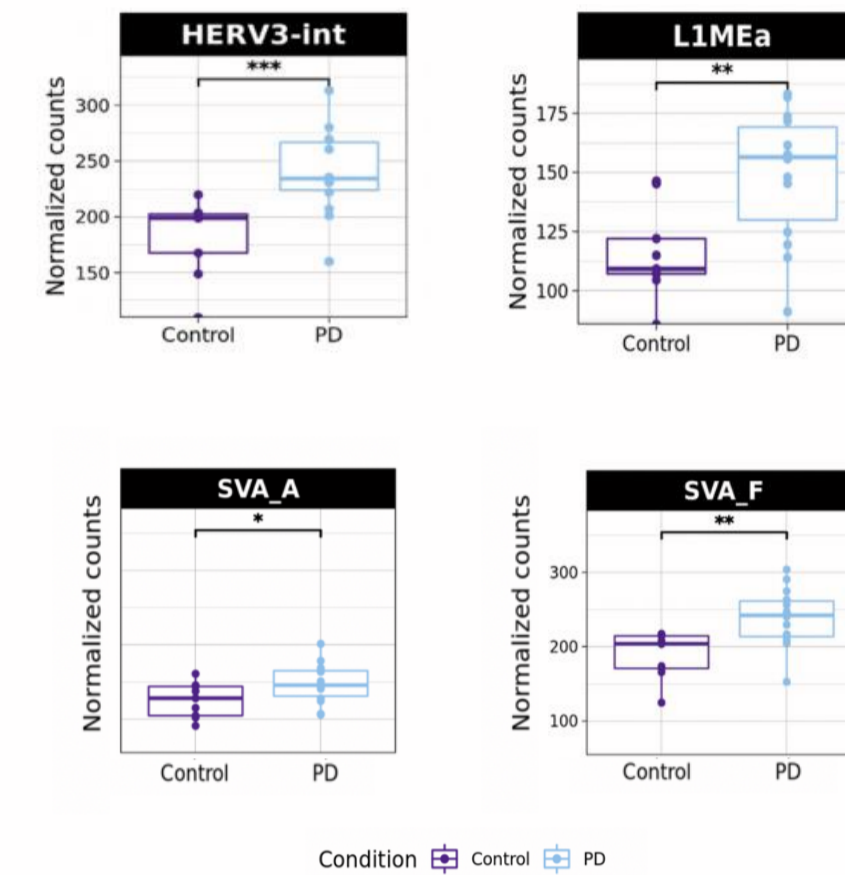 HERV3-int
***
Normalized counts
300
250
200
150
Control PD
L1MEa
**
Normalized counts
175
150
125
100
Control PD
SVA_A
*
Normalized counts
Control PD
SVA_F
**
Normalized counts
300
200
100
Control PD
Condition Control PD